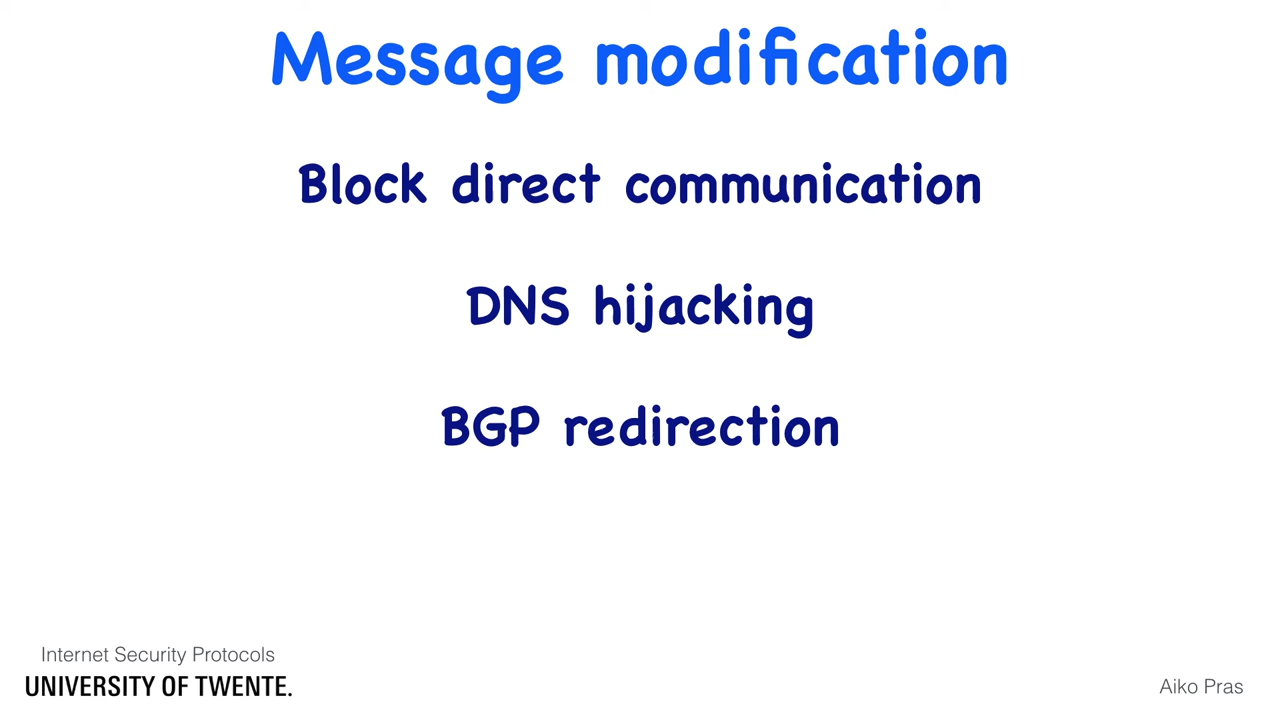 Message modification
Block direct communication
DNS hijacking
BGP redirection
Internet Security Protocols
UNIVERSITY OF TWENTE.
Aiko Pras